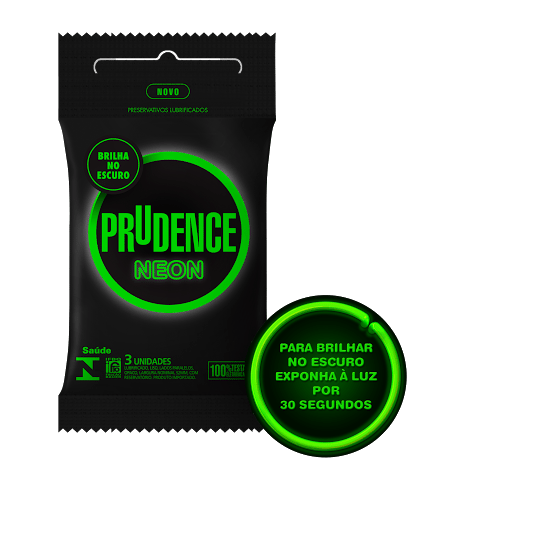 NOVO
PRESERVATIVOS LUBRIFICADOS
BRILHA
NO
ESCURO
PRUDENCE
NEON
Saúde
3 UNIDADES
100%
PARA BRILHAR
NO ESCURO
EXPONHA À LUZ
POR
30 SEGUNDOS